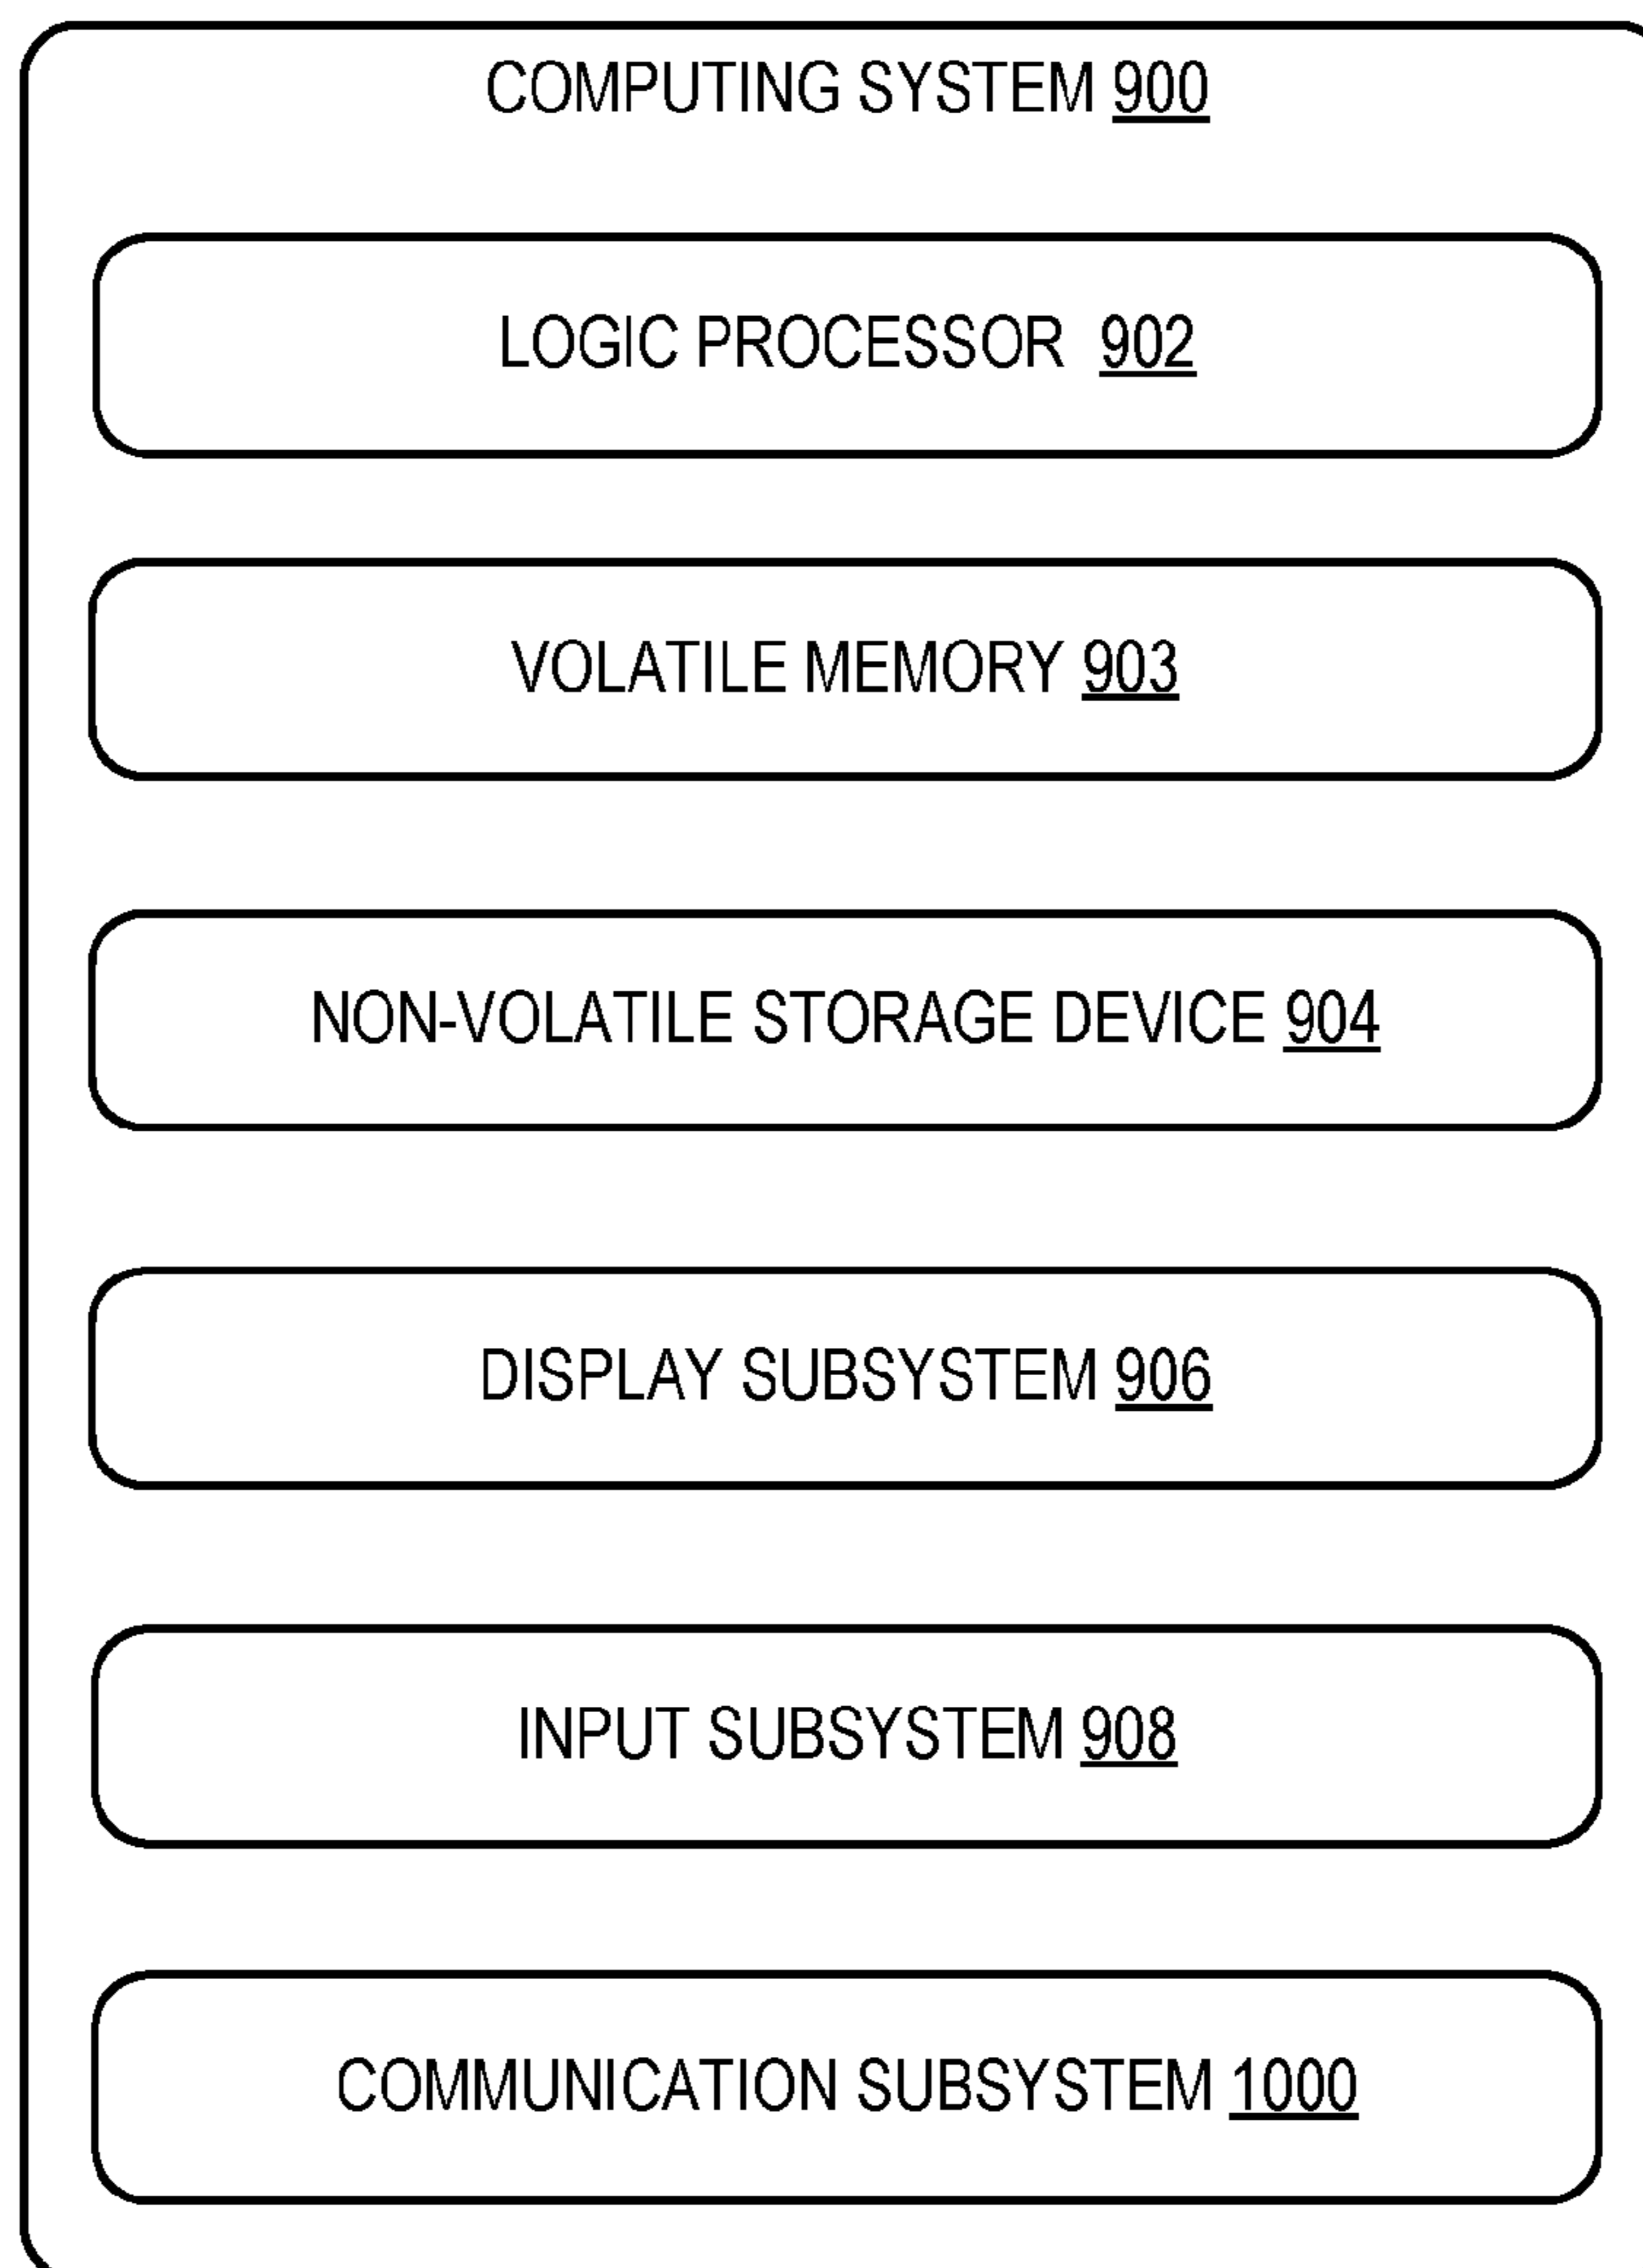 COMPUTING SYSTEM 900
LOGIC PROCESSOR 902
VOLATILE MEMORY 903
NON-VOLATILE STORAGE DEVICE 904
DISPLAY SUBSYSTEM 906
INPUT SUBSYSTEM 908
COMMUNICATION SUBSYSTEM 1000